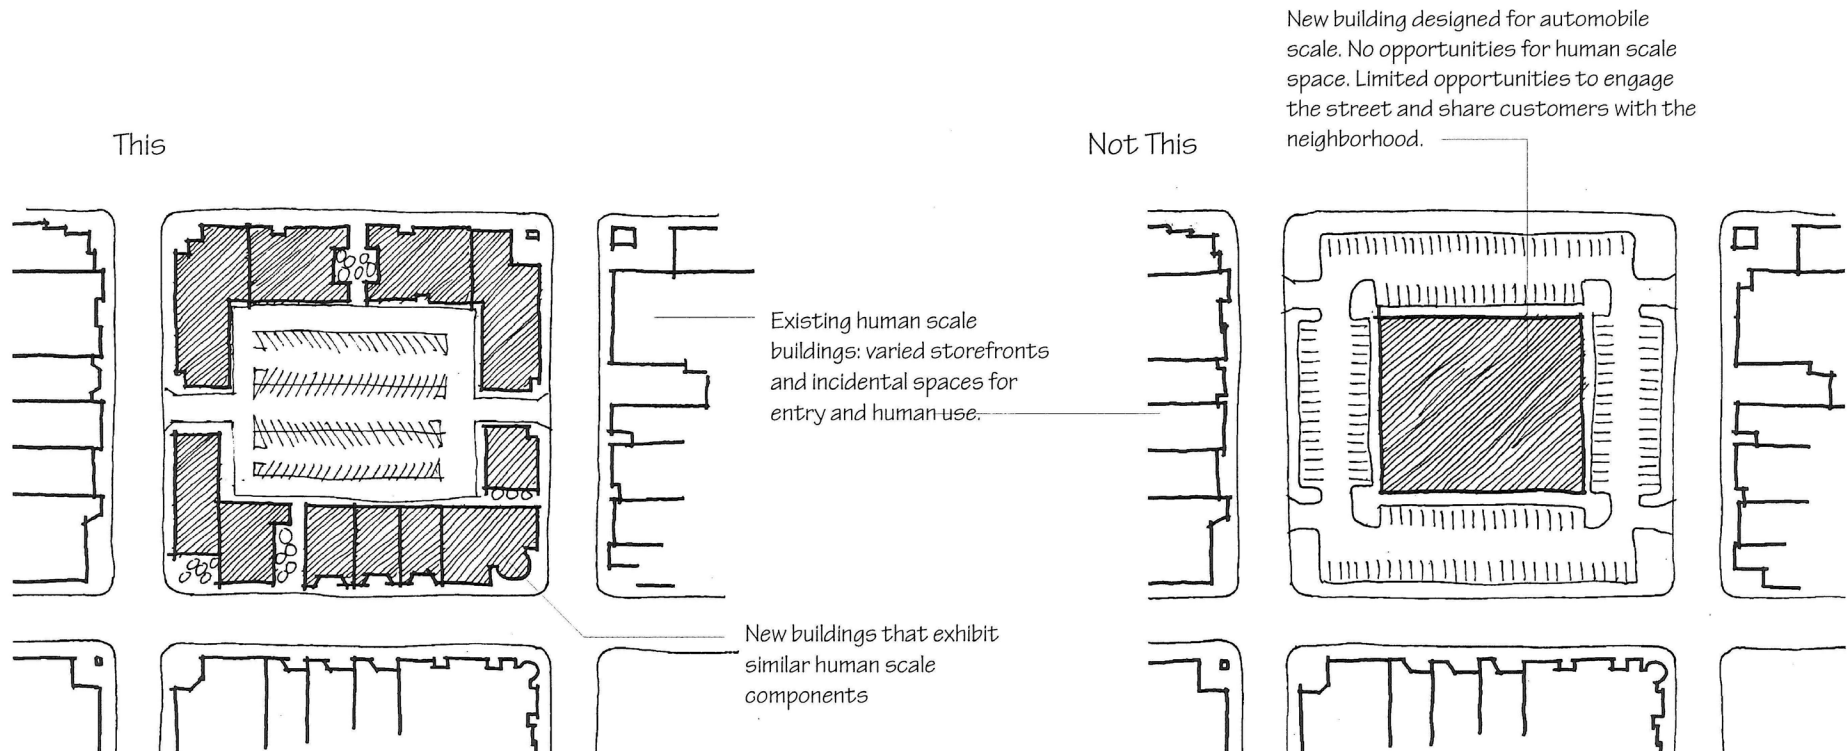 This
Not This
New building designed for automobile
scale. No opportunities for human scale
space. Limited opportunities to engage
the street and share customers with the
neighborhood.
Existing human scale
buildings: varied storefronts
and incidental spaces for
entry and human use.
New buildings that exhibit
similar human scale
components